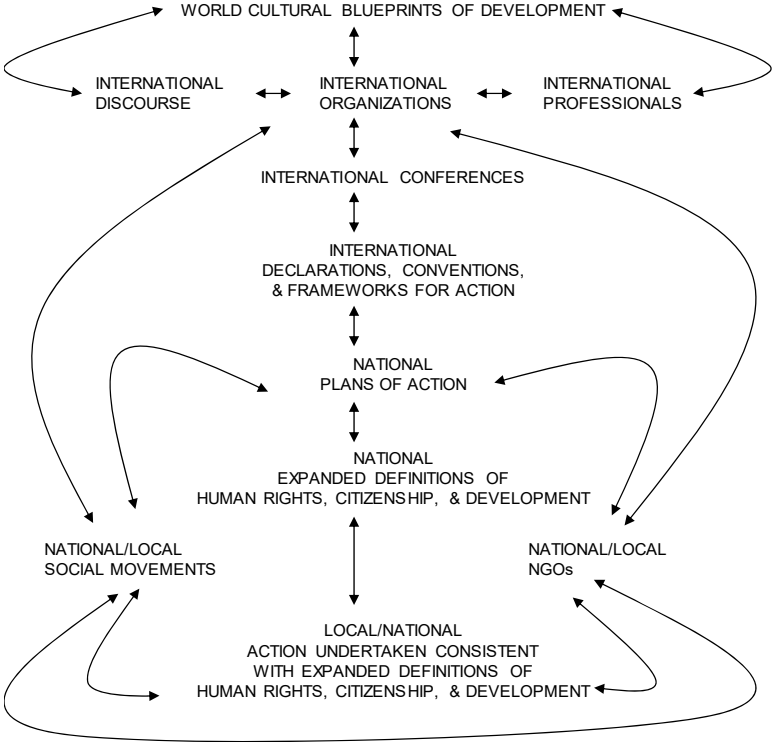 WORLD CULTURAL BLUEPRINTS OF DEVELOPMENT
INTERNATIONAL
DISCOURSE
INTERNATIONAL
ORGANIZATIONS
INTERNATIONAL
PROFESSIONALS
INTERNATIONAL CONFERENCES
INTERNATIONAL
DECLARATIONS, CONVENTIONS,
& FRAMEWORKS FOR ACTION
NATIONAL
PLANS OF ACTION
NATIONAL
EXPANDED DEFINITIONS OF
HUMAN RIGHTS, CITIZENSHIP, & DEVELOPMENT
NATIONAL/LOCAL
SOCIAL MOVEMENTS
NATIONAL/LOCAL
NGOs
LOCAL/NATIONAL
ACTION UNDERTAKEN CONSISTENT
WITH EXPANDED DEFINITIONS OF
HUMAN RIGHTS, CITIZENSHIP, & DEVELOPMENT